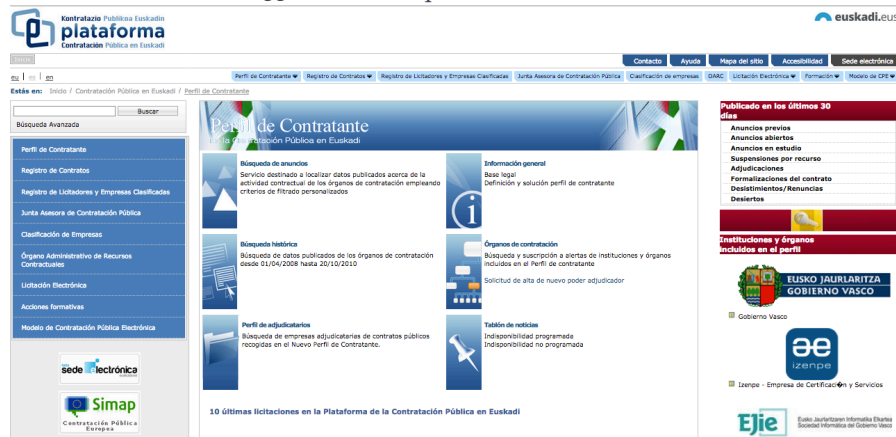 Kontratazio Publikoa Euskadin
plataforma
Contratación Pública en Euskadi
euskadi.eus
Inicio
Contacto Ayuda Mapa del sitio Accesibilidad Sede electrónica
eu | es | en
Perfil de Contratante Registro de Contratos Registro de Licitadores y Empresas Clasificadas Junta Asesora de Contratación Pública Clasificación de empresas OARC Licitación Electrónica Formación Modelo de CPE
Estás en: Inicio / Contratación Pública en Euskadi / Perfil de Contratante
Buscar
Búsqueda Avanzada
Perfil de Contratante
Registro de Contratos
Registro de Licitadores y Empresas Clasificadas
Junta Asesora de Contratación Pública
Clasificación de Empresas
Órgano Administrativo de Recursos
Contractuales
Licitación Electrónica
Acciones formativas
Modelo de Contratación Pública Electrónica
sede electrónica
Simap
Contratación Pública
Europea
Perfil de Contratante
de la Contratación Pública en Euskadi
Búsqueda de anuncios
Servicio destinado a localizar datos publicados acerca de la
actividad contractual de los órganos de contratación empleando
criterios de filtrado personalizados
Información general
Base legal
Definición y solución perfil de contratante
Búsqueda histórica
Búsqueda de datos publicados de los órganos de contratación
desde 01/04/2008 hasta 20/10/2010
Órganos de contratación
Búsqueda y suscripción a alertas de instituciones y órganos
incluidos en el Perfil de contratante
Solicitud de alta de nuevo poder adjudicador
Perfil de adjudicatarios
Búsqueda de empresas adjudicatarias de contratos públicos
recogidas en el Nuevo Perfil de Contratante.
Tablón de noticias
Indisponibilidad programada
Indisponibilidad no programada
10 últimas licitaciones en la Plataforma de la Contratación Pública en Euskadi
Publicado en los últimos 30
días
Anuncios previos
Anuncios abiertos
Anuncios en estudio
Suspensiones por recurso
Adjudicaciones
Formalizaciones del contrato
Desistimientos/Renuncias
Desiertos
Instituciones y órganos
incluidos en el perfil
EUSKO JAURLARITZA
GOBIERNO VASCO
Gobierno Vasco
izenpe
Izenpe - Empresa de Certificaci�n y Servicios
EJie
Eusko Jaurlaritzaren Informatika Elkartea
Sociedad Informática del Gobierno Vasco